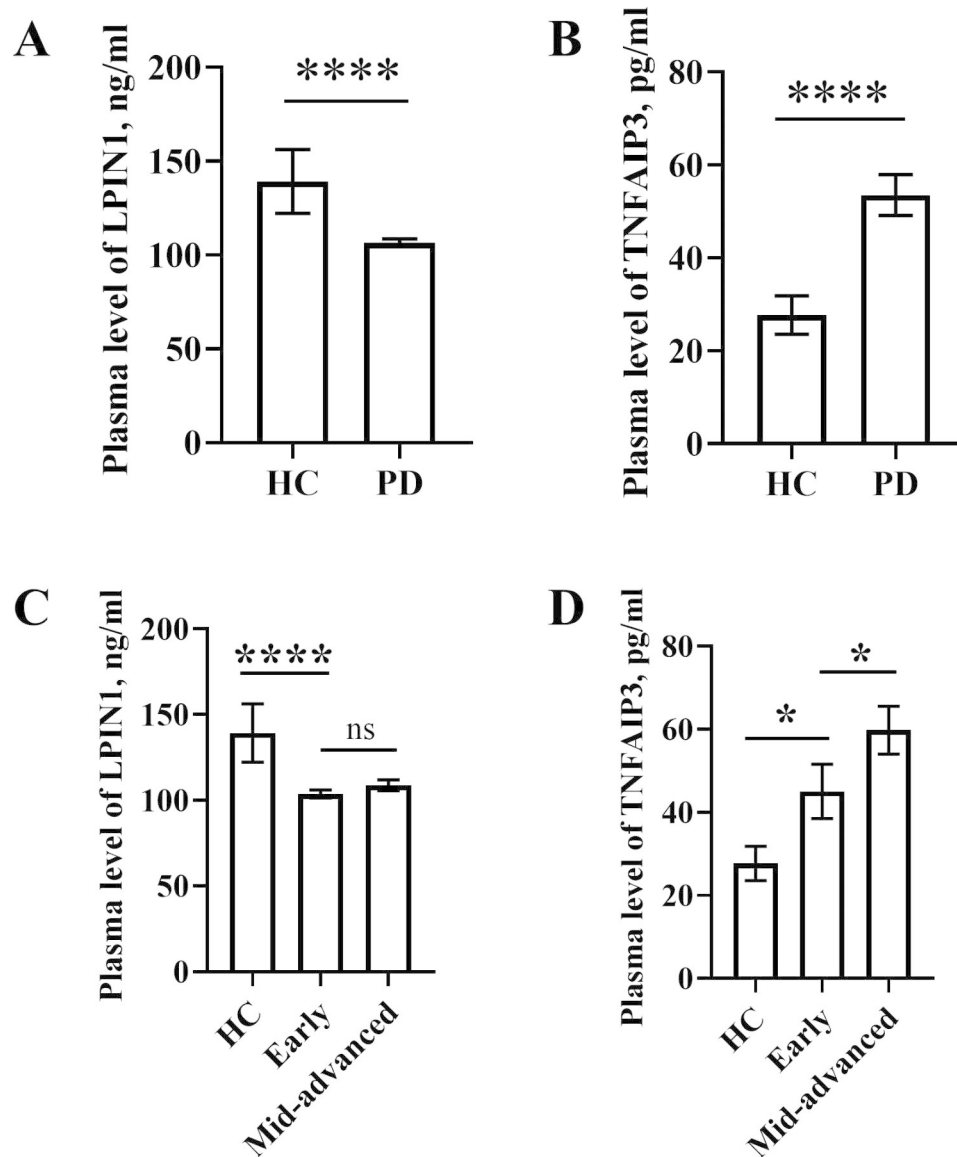 A
Plasma level of LPIN1, ng/ml
200
150
100
50
0
****
HC
PD
B
Plasma level of TNFAIP3, pg/ml
80
60
40
20
0
****
HC
PD
C
Plasma level of LPIN1, ng/ml
200
150
100
50
0
****
ns
HC
Early
Mid-advanced
D
Plasma level of TNFAIP3, pg/ml
80
60
40
20
0
*
*
HC
Early
Mid-advanced